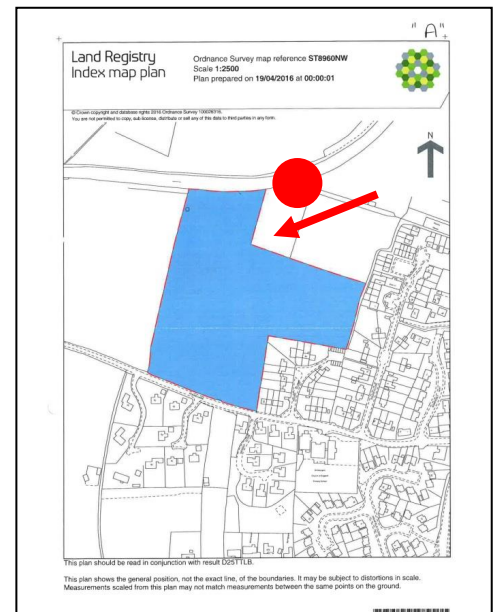 " A "
Land Registry
Index map plan
Ordnance Survey map reference ST8960NW
Scale 1:2500
Plan prepared on 19/04/2016 at 00:00:01
© Crown copyright and database rights 2016 Ordnance Survey 100026316.
You are not permitted to copy, sub-license, distribute or sell any of this data to third parties in any form.
N
This plan should be read in conjunction with result D25TTLB.
This plan shows the general position, not the exact line, of the boundaries. It may be subject to distortions in scale.
Measurements scaled from this plan may not match measurements between the same points on the ground.